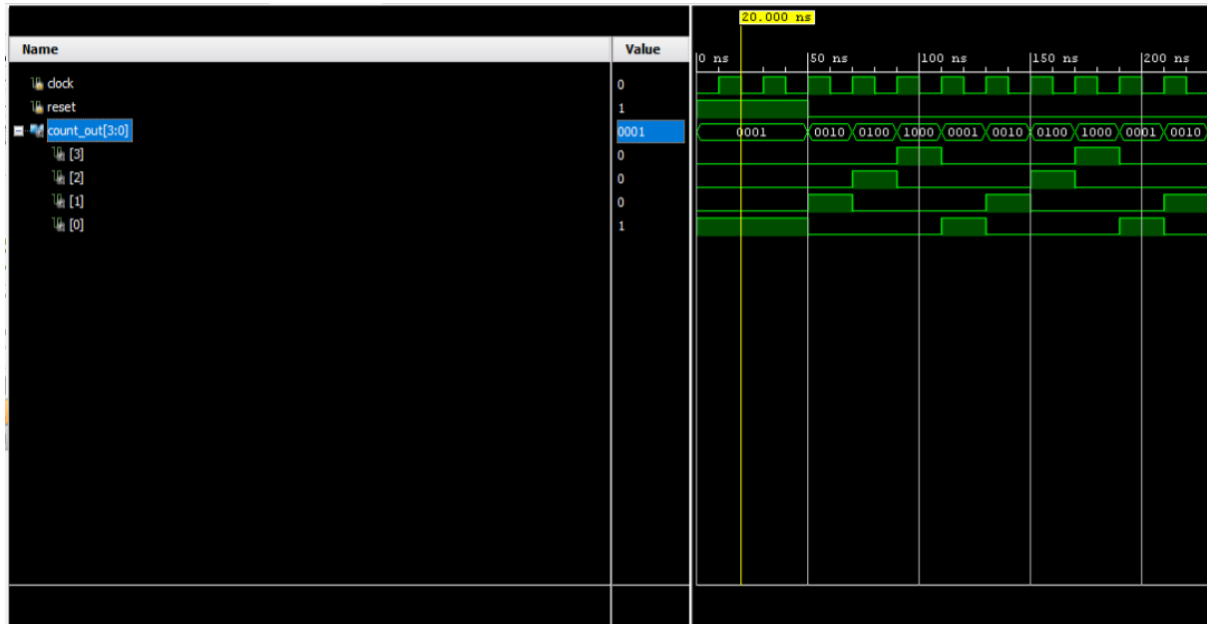 20.000 ns
Name Value
0 ns 50 ns 100 ns 150 ns 200 ns
clock 0
reset 1
count_out[3:0] 0001 0001 0010 0100 1000 0001 0010 0100 1000 0001 0010
[3] 0
[2] 0
[1] 0
[0] 1